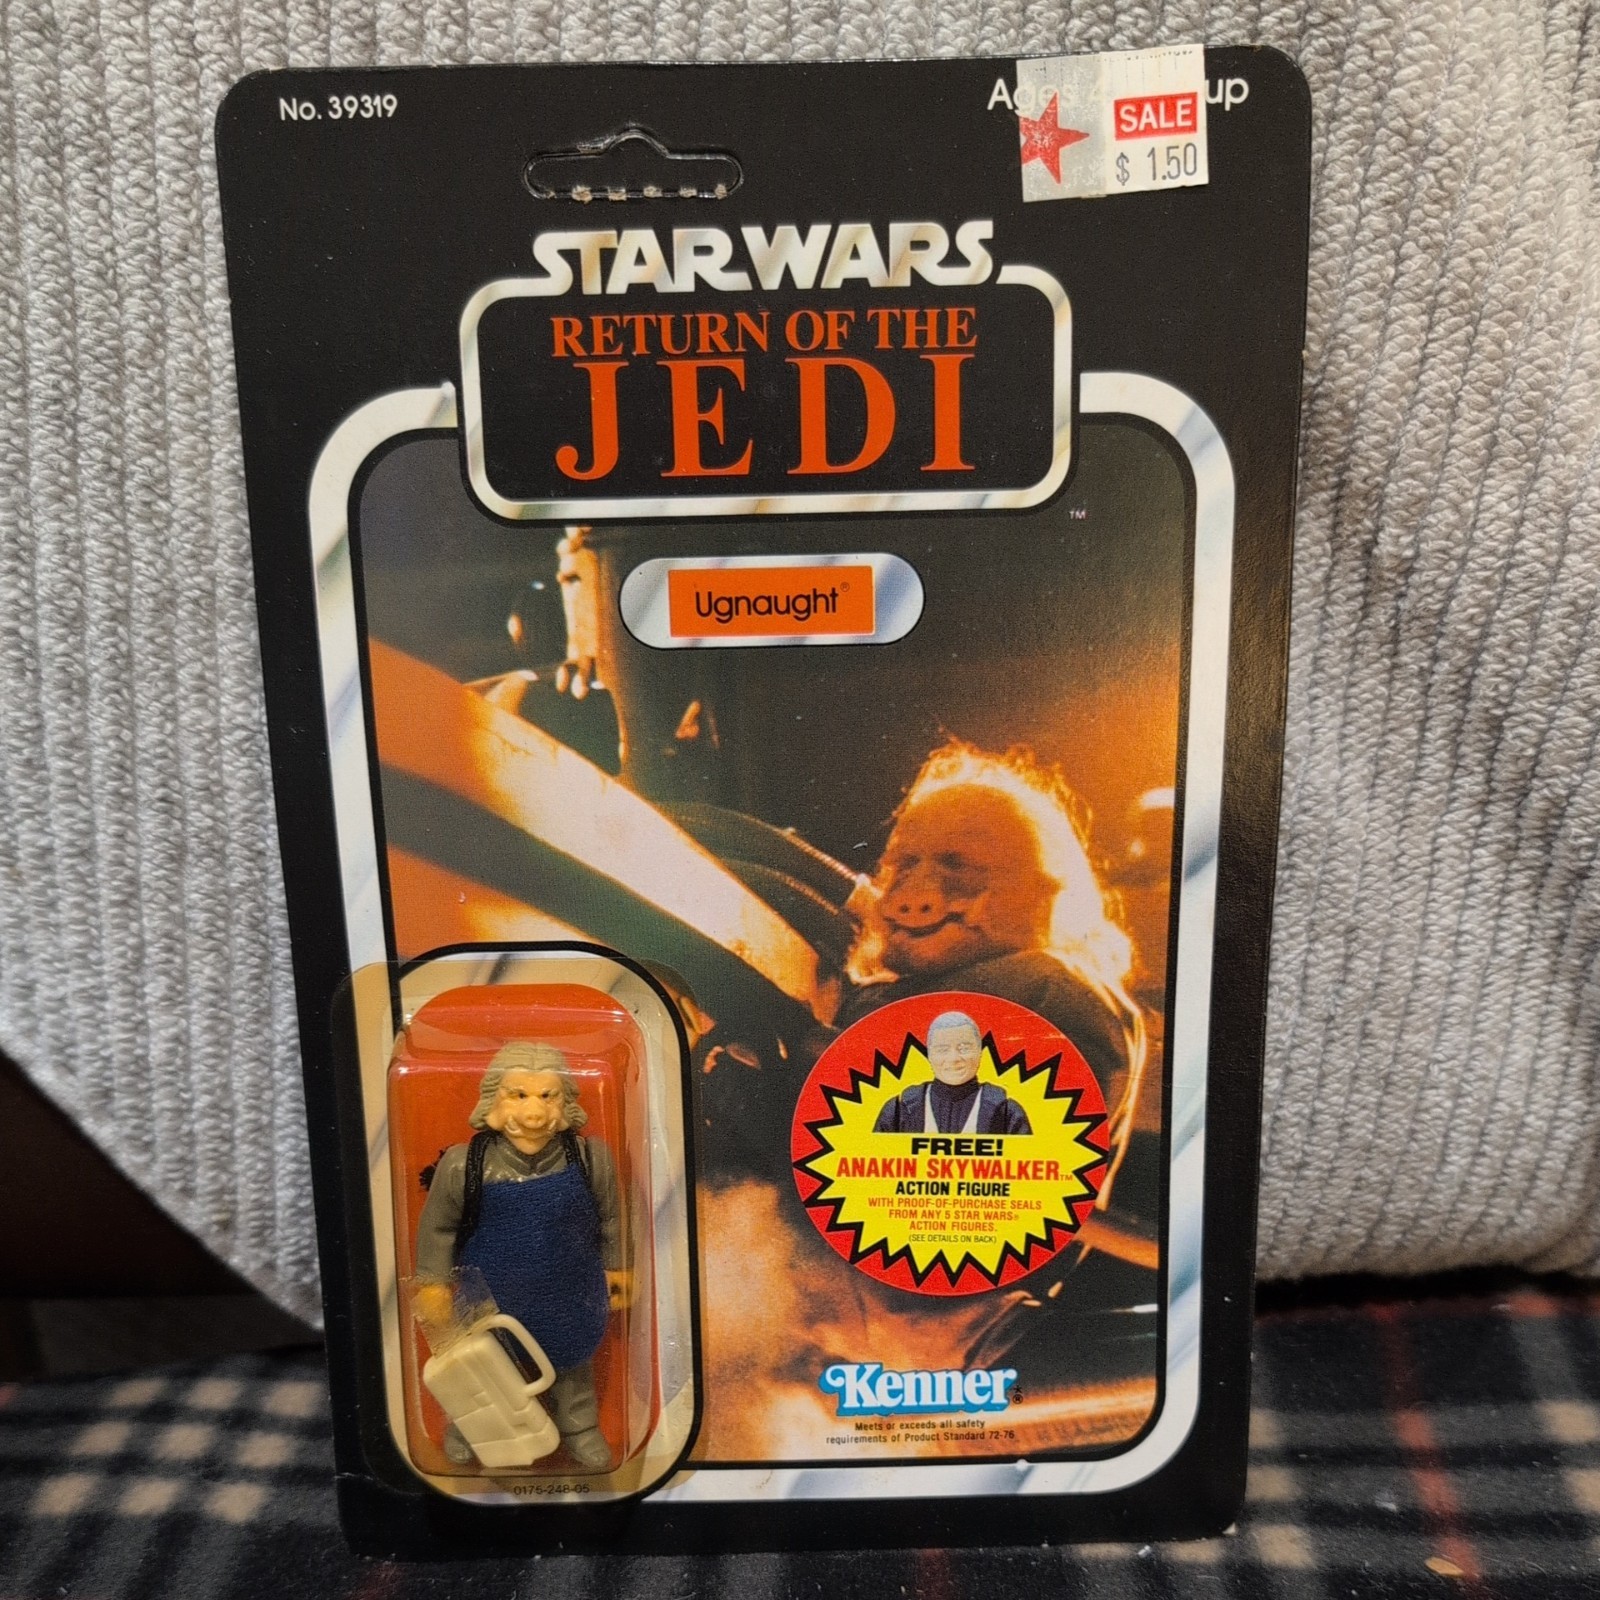 No. 39319
Ages up
SALE
$ 1.50
STAR WARS
RETURN OF THE
JEDI
TM
Ugnaught®
FREE!
ANAKIN SKYWALKER™
ACTION FIGURE
WITH PROOF-OF-PURCHASE SEALS
FROM ANY 5 STAR WARS®
ACTION FIGURES.
(SEE DETAILS ON BACK)
Kenner®
Meets or exceeds all safety
requirements of Product Standard 72-76
0175-248-05